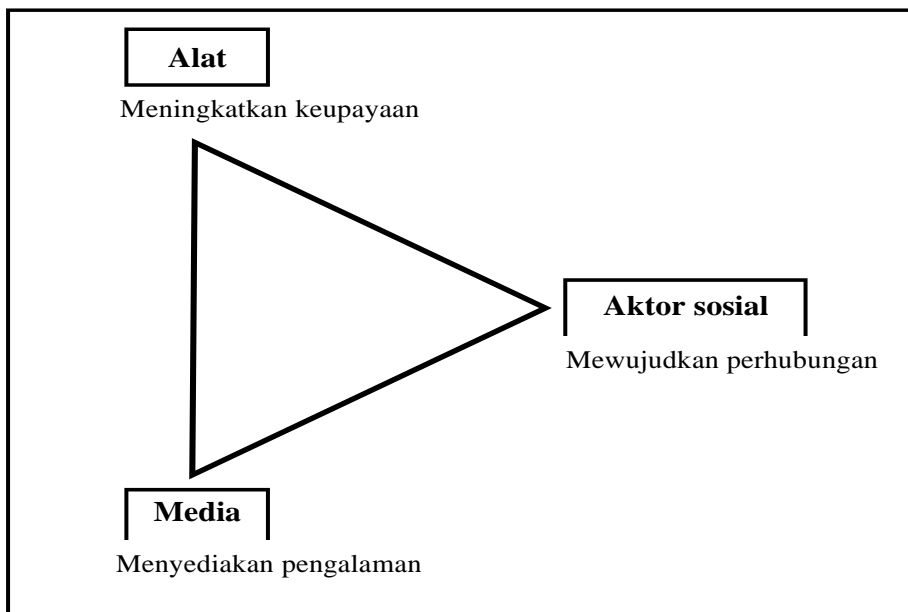 Alat
Meningkatkan keupayaan
Aktor sosial
Mewujudkan perhubungan
Media
Menyediakan pengalaman